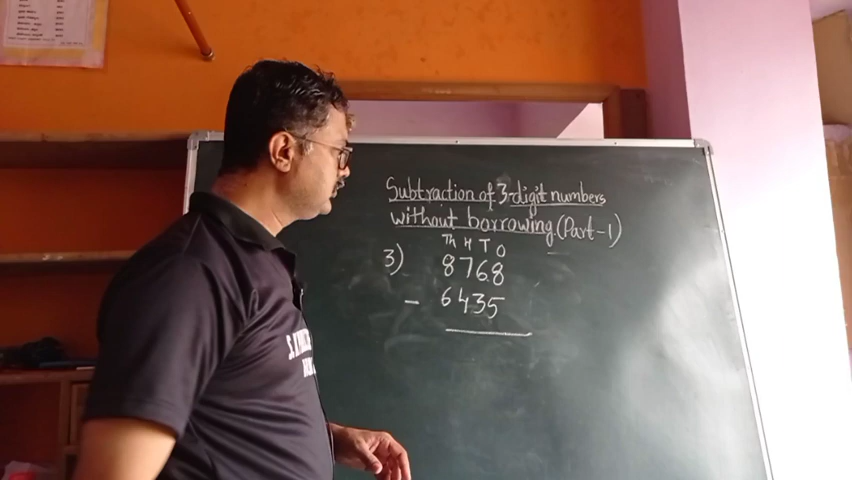 Subtraction of 3-digit numbers
without borrowing.(Part-1)
Th H T O
3) 8768
- 6435